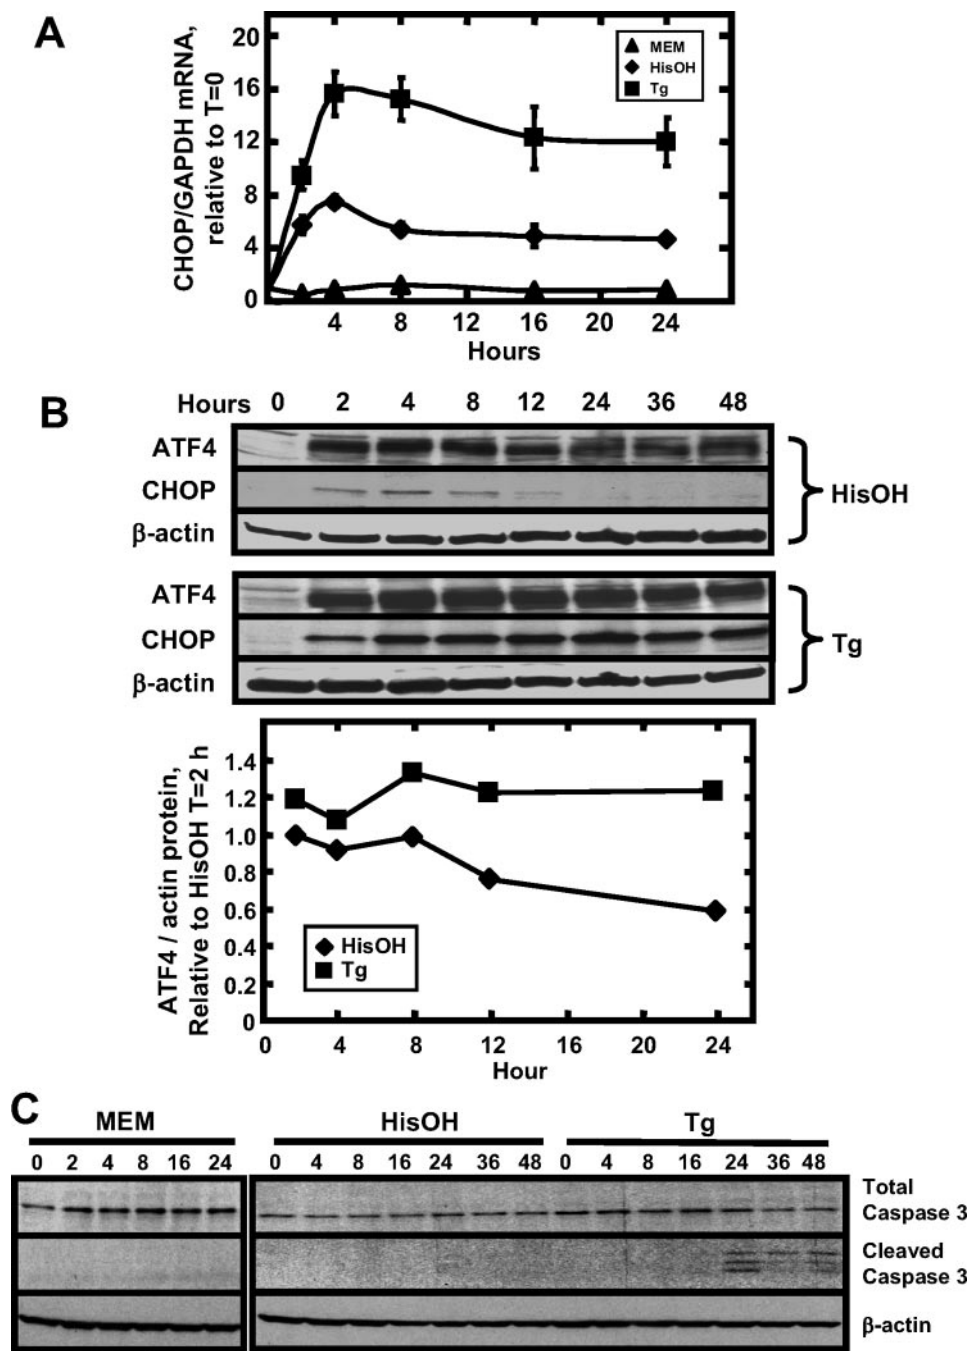 A
CHOP/GAPDH mRNA,
relative to T=0
20
16
12
8
4
0
MEM
HisOH
Tg
4 8 12 16 20 24
Hours
B
Hours 0 2 4 8 12 24 36 48
ATF4
CHOP
β-actin
HisOH
ATF4
CHOP
β-actin
Tg
ATF4 / actin protein,
Relative to HisOH T=2 h
1.4
1.2
1.0
0.8
0.6
0.4
0.2
0
HisOH
Tg
0 4 8 12 16 20 24
Hour
C
MEM HisOH Tg
0 2 4 8 16 24 0 4 8 16 24 36 48 0 4 8 16 24 36 48
Total
Caspase 3
Cleaved
Caspase 3
β-actin